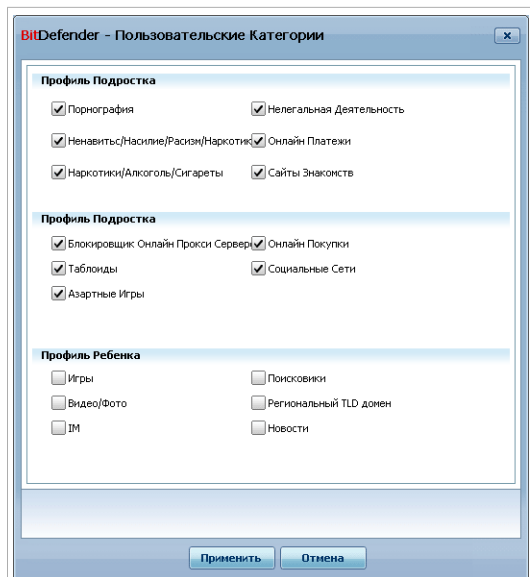 BitDefender - Пользовательские Категории
Профиль Подростка
Порнография
Нелегальная Деятельность
Ненавитьс/Насилие/Расизм/Наркотик
Онлайн Платежи
Наркотики/Алкоголь/Сигареты
Сайты Знакомств
Профиль Подростка
Блокировщик Онлайн Прокси Сервер
Онлайн Покупки
Таблоиды
Социальные Сети
Азартные Игры
Профиль Ребенка
Игры
Поисковики
Видео/Фото
Региональный TLD домен
IM
Новости
Применить
Отмена